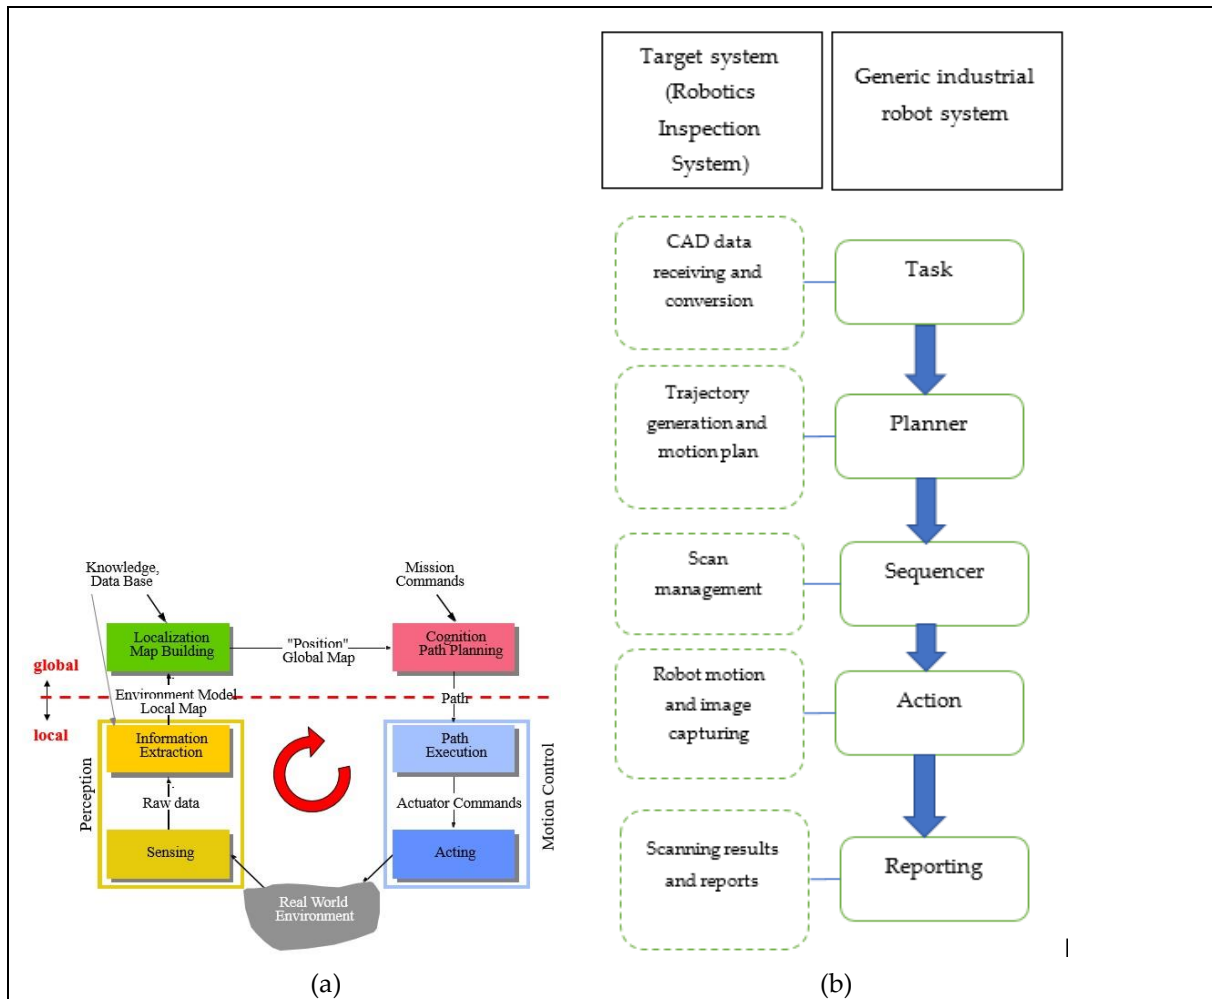 Target system
(Robotics
Inspection
System)
Generic industrial
robot system
CAD data
receiving and
conversion
Task
Trajectory
generation and
motion plan
Planner
Scan
management
Sequencer
Robot motion
and image
capturing
Action
Scanning results
and reports
Reporting
Knowledge,
Data Base
Mission
Commands
Localization
Map Building
"Position"
Global Map
Cognition
Path Planning
global
local
Environment Model
Local Map
Path
Information
Extraction
Path
Execution
Perception
Motion Control
Raw data
Actuator Commands
Sensing
Acting
Real World
Environment
(a)
(b)